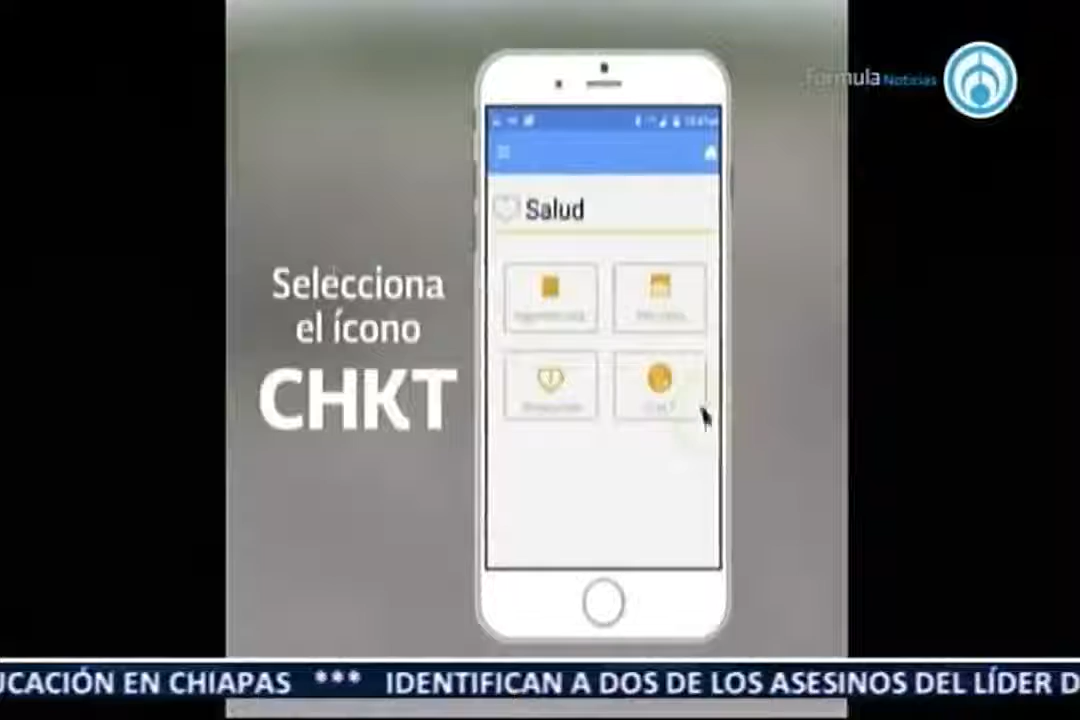 Formula Noticias
Salud
Selecciona
el ícono
CHKT
UCACIÓN EN CHIAPAS *** IDENTIFICAN A DOS DE LOS ASESINOS DEL LÍDER D